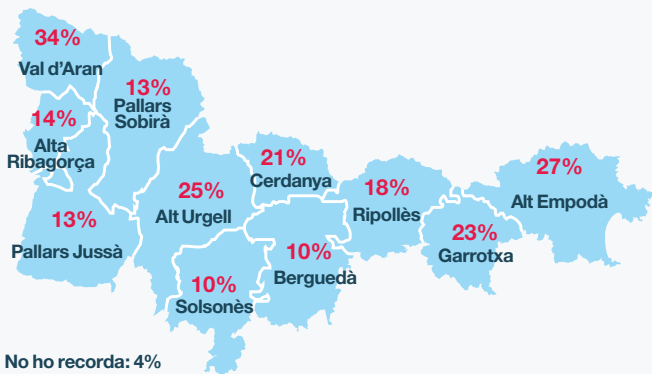 34%
Val d'Aran
13%
Pallars
Sobirà
14%
Alta
Ribagorça
21%
Cerdanya
27%
Alt Empodà
25%
Alt Urgell
18%
Ripollès
13%
Pallars Jussà
23%
Garrotxa
10%
Berguedà
10%
Solsonès
No ho recorda: 4%